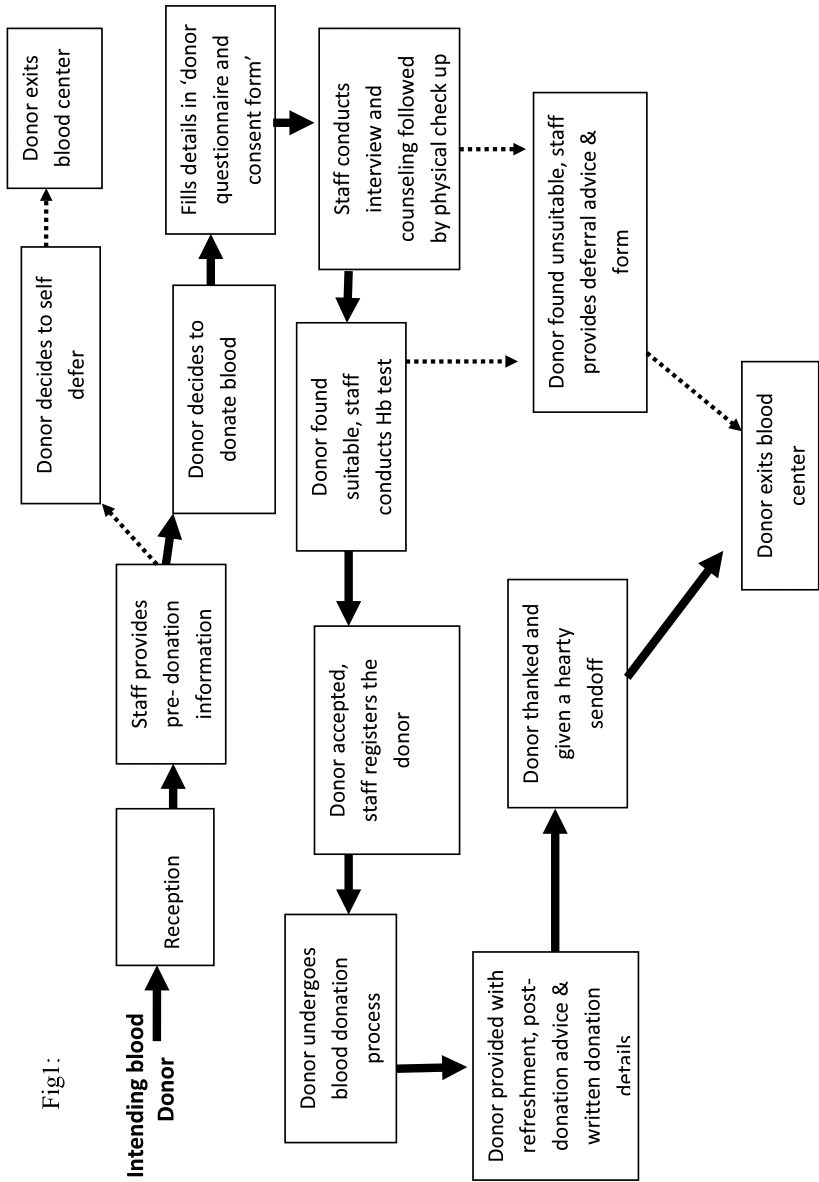 Fig1:
Intending blood
Donor
Reception
Staff provides
pre- donation
information
Donor decides to self
defer
Donor exits
blood center
Donor decides to
donate blood
Fills details in ‘donor
questionnaire and
consent form’
Staff conducts
interview and
counseling followed
by physical check up
Donor found
suitable, staff
conducts Hb test
Donor found unsuitable, staff
provides deferral advice &
form
Donor accepted,
staff registers the
donor
Donor undergoes
blood donation
process
Donor provided with
refreshment, post-
donation advice &
written donation
details
Donor thanked and
given a hearty
sendoff
Donor exits blood
center